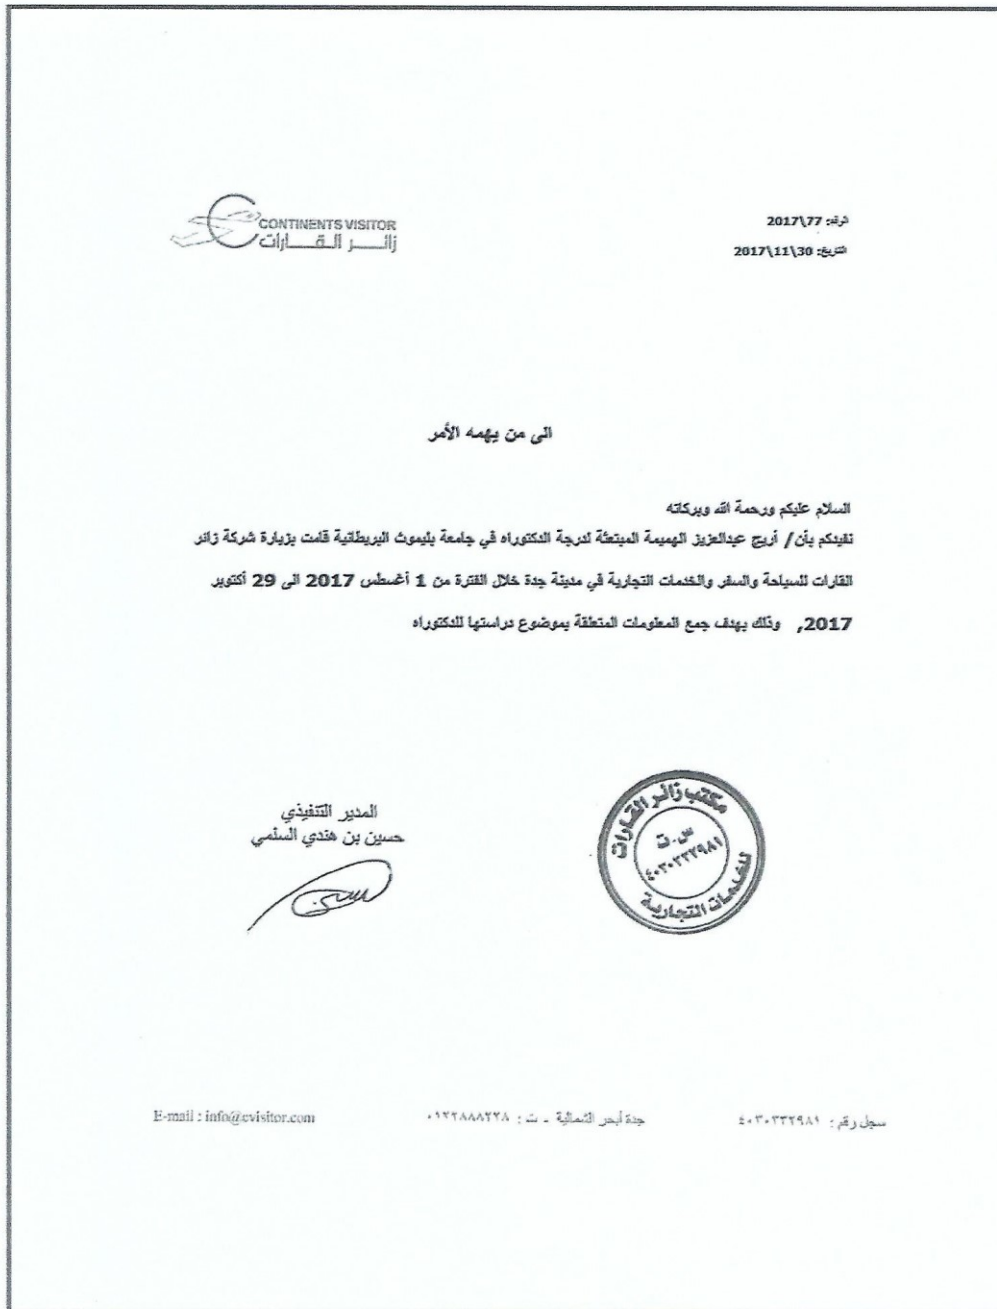 CONTINENTS VISITOR
زائر القارات
الرقم: 77\2017
التاريخ: 30\11\2017
الى من يهمه الأمر
السلام عليكم ورحمة الله وبركاته
نفيدكم بأن/ أريج عبدالعزيز الهميمة المبتعثة لدرجة الدكتوراه في جامعة بليموث البريطانية قامت بزيارة شركة زائر
القارات للسياحة والسفر والخدمات التجارية في مدينة جدة خلال الفترة من 1 أغسطس 2017 الى 29 أكتوبر
2017, وذلك بهدف جمع المعلومات المتعلقة بموضوع دراستها للدكتوراه
المدير التنفيذي
حسين بن هندي السلمي
مكتب زائر القارات
س.ت
٤٠٣٠٢٣٢٩٨١
للخدمات التجارية
سجل رقم: ٤٠٣٠٢٣٢٩٨١
جدة أبحر الشمالية - ت: ٠١٢٢٨٨٨٢٢٨
E-mail : info@cvisitor.com